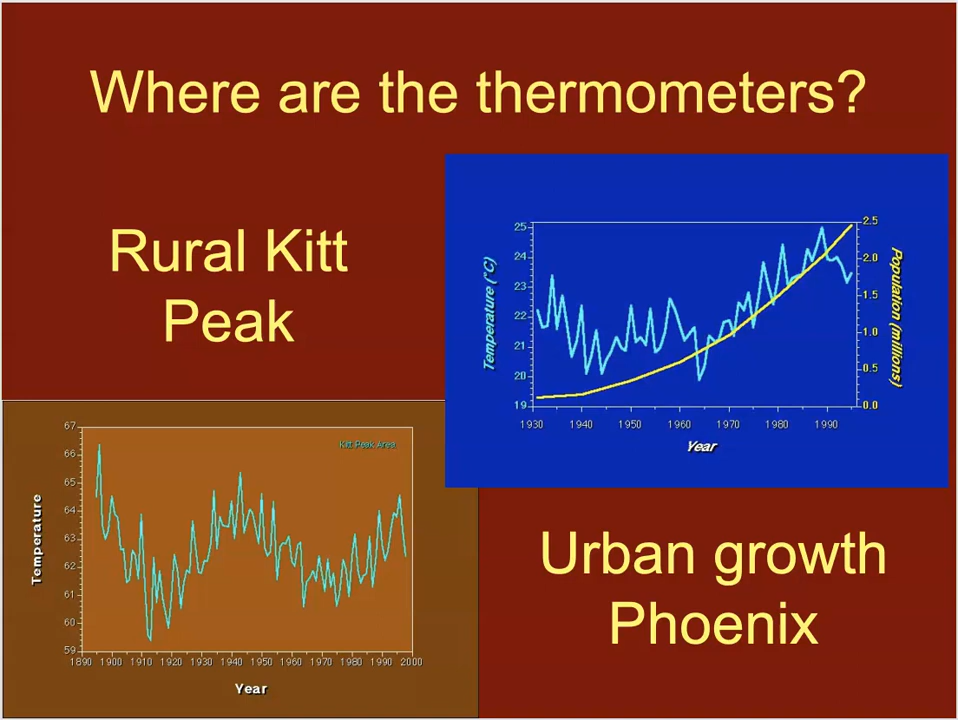 Where are the thermometers?
Rural Kitt
Peak
25
24
23
22
21
20
19
Temperature (°C)
2.5
2.0
1.5
1.0
0.5
0.0
Population (millions)
1930 1940 1950 1960 1970 1980 1990
Year
67
66
65
64
63
62
61
60
59
Temperature
Kitt Peak Area
1890 1900 1910 1920 1930 1940 1950 1960 1970 1980 1990 2000
Year
Urban growth
Phoenix